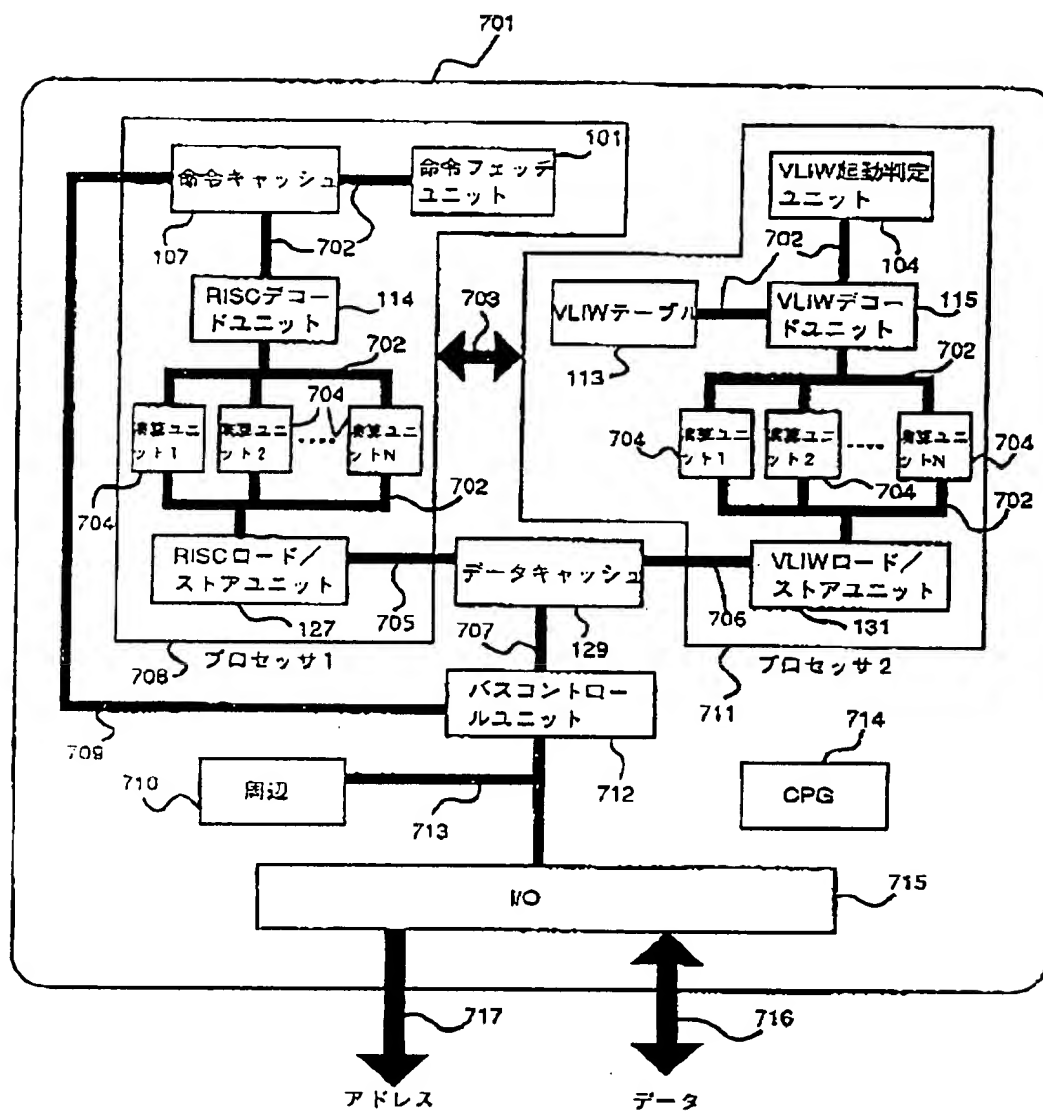 701
命令キャッシュ
命令フェッチ
ユニット
101
VLIW起動判定
ユニット
107
702
702
104
RISCデコー
ドユニット
114
703
VLIWテーブル
VLIWデコー
ドユニット
115
113
702
702
704
演算ユニ
ット1
演算ユニ
ット2
.....
演算ユニ
ットN
704
演算ユニ
ット1
演算ユニ
ット2
....
演算ユニ
ットN
704
704
704
702
702
RISCロード/
ストアユニット
データキャッシュ
VLIWロード/
ストアユニット
127
705
706
131
707
129
708
プロセッサ1
プロセッサ2
711
バスコントロー
ルユニット
709
714
710
周辺
712
CPG
713
I/O
715
717
716
アドレス
データ